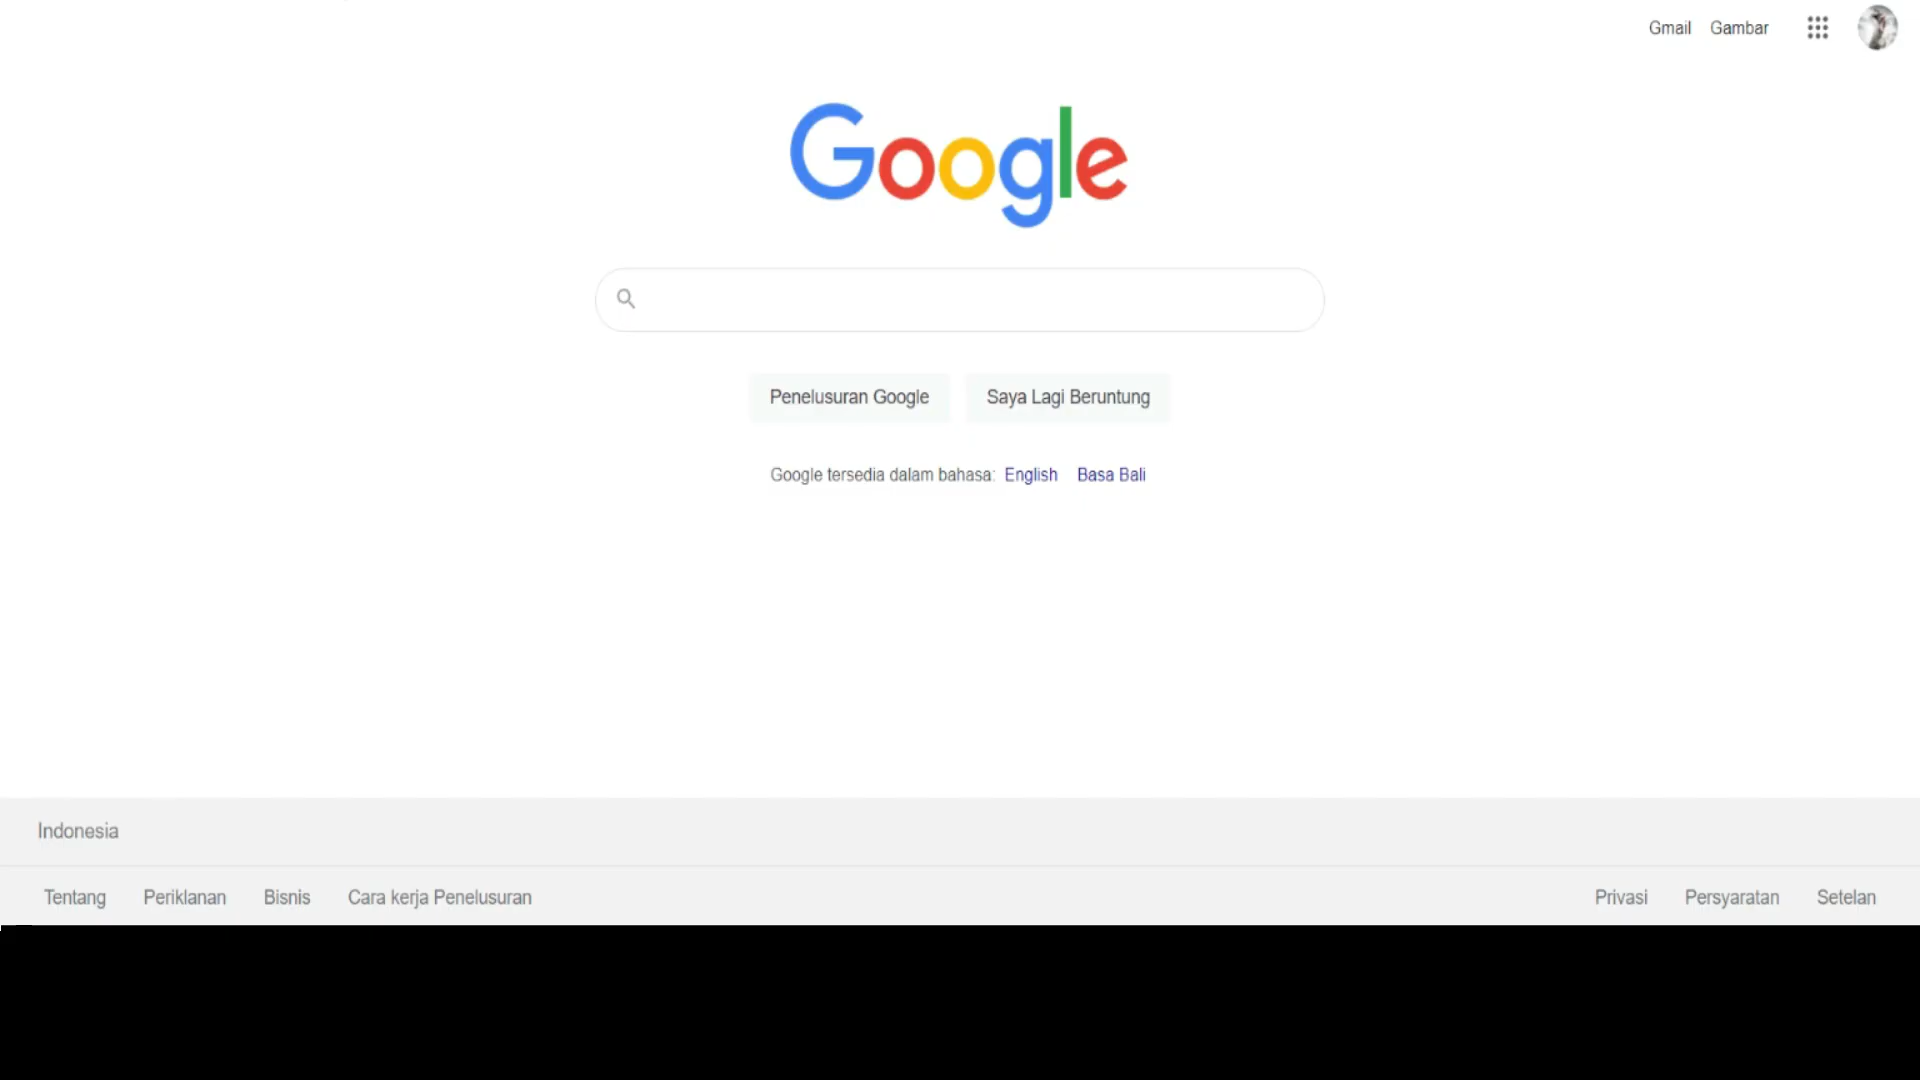 Gmail Gambar
Google
Penelusuran Google Saya Lagi Beruntung
Google tersedia dalam bahasa: English Basa Bali
Indonesia
Tentang Periklanan Bisnis Cara kerja Penelusuran Privasi Persyaratan Setelan